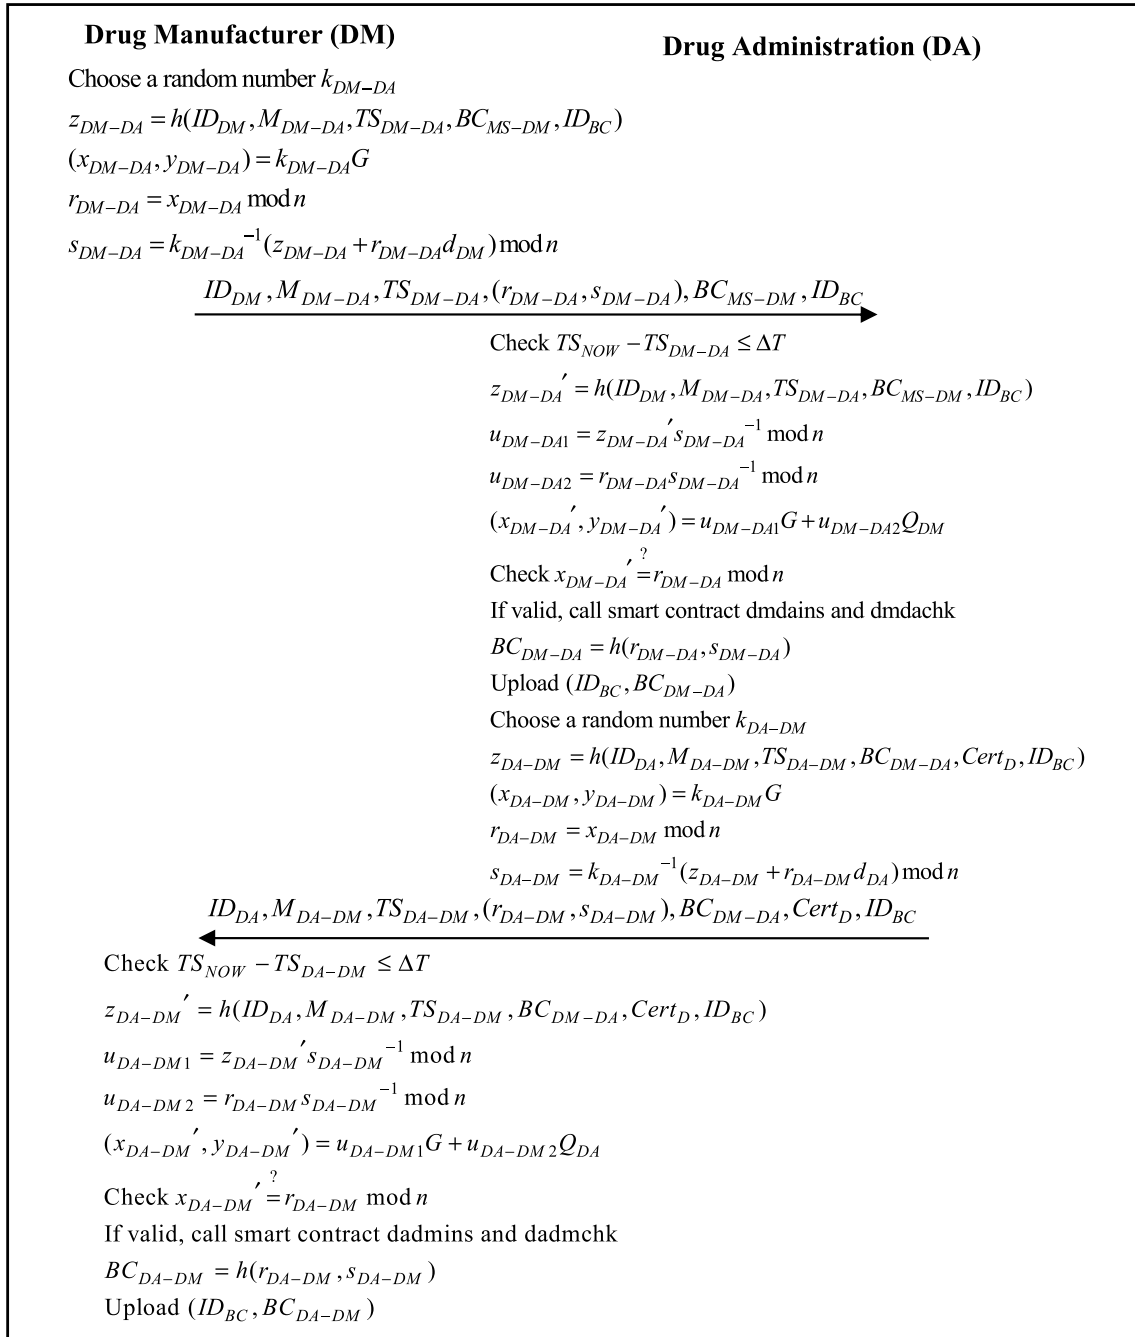 Drug Manufacturer (DM)
Drug Administration (DA)
Choose a random number k_{DM-DA}
z_{DM-DA} = h(ID_{DM}, M_{DM-DA}, TS_{DM-DA}, BC_{MS-DM}, ID_{BC})
(x_{DM-DA}, y_{DM-DA}) = k_{DM-DA}G
r_{DM-DA} = x_{DM-DA} mod n
s_{DM-DA} = k_{DM-DA}^{-1}(z_{DM-DA} + r_{DM-DA}d_{DM}) mod n
ID_{DM}, M_{DM-DA}, TS_{DM-DA}, (r_{DM-DA}, s_{DM-DA}), BC_{MS-DM}, ID_{BC}
Check TS_{NOW} − TS_{DM-DA} ≤ ΔT
z_{DM-DA}' = h(ID_{DM}, M_{DM-DA}, TS_{DM-DA}, BC_{MS-DM}, ID_{BC})
u_{DM-DA1} = z_{DM-DA}'s_{DM-DA}^{-1} mod n
u_{DM-DA2} = r_{DM-DA}s_{DM-DA}^{-1} mod n
(x_{DM-DA}', y_{DM-DA}') = u_{DM-DA1}G + u_{DM-DA2}Q_{DM}
Check x_{DM-DA}' =? r_{DM-DA} mod n
If valid, call smart contract dmdains and dmdachk
BC_{DM-DA} = h(r_{DM-DA}, s_{DM-DA})
Upload (ID_{BC}, BC_{DM-DA})
Choose a random number k_{DA-DM}
z_{DA-DM} = h(ID_{DA}, M_{DA-DM}, TS_{DA-DM}, BC_{DM-DA}, Cert_{D}, ID_{BC})
(x_{DA-DM}, y_{DA-DM}) = k_{DA-DM}G
r_{DA-DM} = x_{DA-DM} mod n
s_{DA-DM} = k_{DA-DM}^{-1}(z_{DA-DM} + r_{DA-DM}d_{DA}) mod n
ID_{DA}, M_{DA-DM}, TS_{DA-DM}, (r_{DA-DM}, s_{DA-DM}), BC_{DM-DA}, Cert_{D}, ID_{BC}
Check TS_{NOW} − TS_{DA-DM} ≤ ΔT
z_{DA-DM}' = h(ID_{DA}, M_{DA-DM}, TS_{DA-DM}, BC_{DM-DA}, Cert_{D}, ID_{BC})
u_{DA-DM1} = z_{DA-DM}'s_{DA-DM}^{-1} mod n
u_{DA-DM2} = r_{DA-DM}s_{DA-DM}^{-1} mod n
(x_{DA-DM}', y_{DA-DM}') = u_{DA-DM1}G + u_{DA-DM2}Q_{DA}
Check x_{DA-DM}' =? r_{DA-DM} mod n
If valid, call smart contract dadmins and dadmchk
BC_{DA-DM} = h(r_{DA-DM}, s_{DA-DM})
Upload (ID_{BC}, BC_{DA-DM})